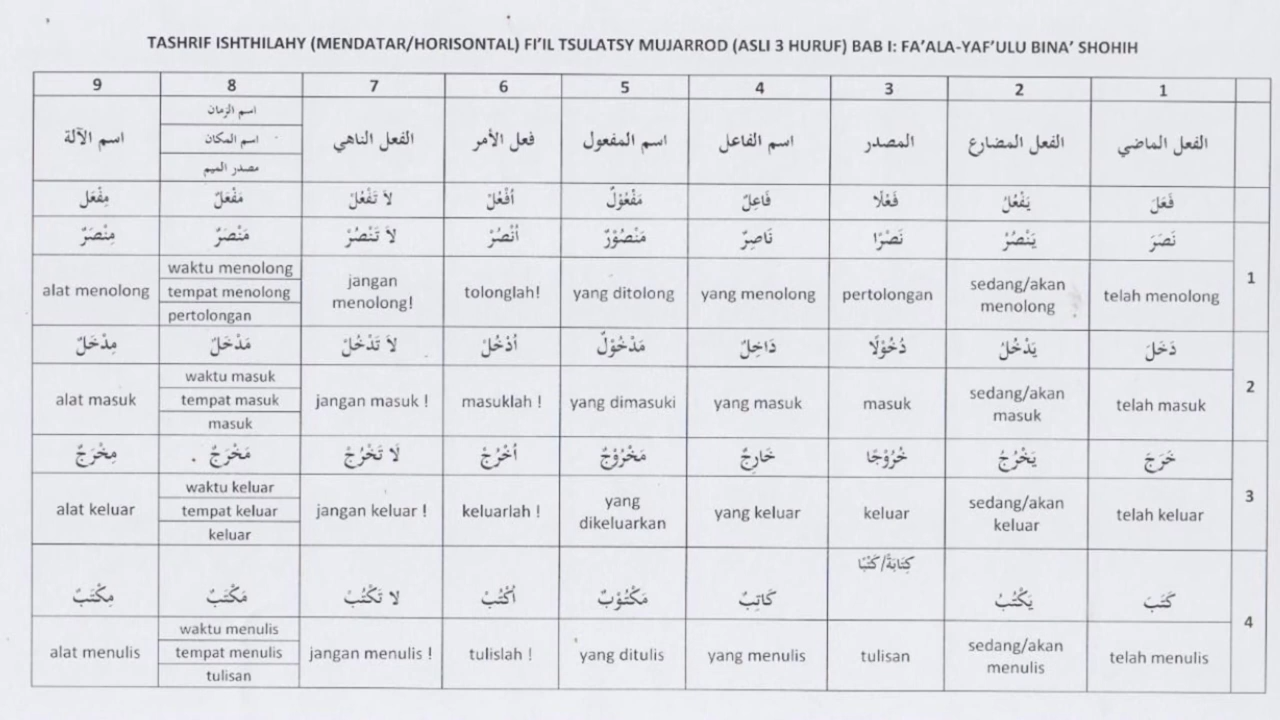 TASHRIF ISHTHILAHY (MENDATAR/HORISONTAL) FI’IL TSULATSY MUJARROD (ASLI 3 HURUF) BAB I: FA’ALA-YAF’ULU BINA’ SHOHIH
9 8 7 6 5 4 3 2 1
اسم الآلة اسم الزمان الفعل الناهي فعل الأمر اسم المفعول اسم الفاعل المصدر الفعل المضارع الفعل الماضي
اسم المكان
مصدر الميم
مِفْعَل مَفْعَلٌ لاَ تَفْعُلْ اُفْعُلْ مَفْعُوْلٌ فَاعِلٌ فَعْلًا يَفْعُلُ فَعَلَ
مِنْصَرٌ مَنْصَرٌ لاَ تَنْصُرْ اُنْصُرْ مَنْصُوْرٌ نَاصِرٌ نَصْرًا يَنْصُرُ نَصَرَ
1
alat menolong waktu menolong jangan menolong! tolonglah! yang ditolong yang menolong pertolongan sedang/akan menolong telah menolong
tempat menolong
pertolongan
مِدْخَلٌ مَدْخَلٌ لاَ تَدْخُلْ اُدْخُلْ مَدْخُوْلٌ دَاخِلٌ دُخُوْلًا يَدْخُلُ دَخَلَ
2
alat masuk waktu masuk jangan masuk ! masuklah ! yang dimasuki yang masuk masuk sedang/akan masuk telah masuk
tempat masuk
masuk
مِخْرَجٌ مَخْرَجٌ لَا تَخْرُجْ اُخْرُجْ مَخْرُوْجٌ خَارِجٌ خُرُوْجًا يَخْرُجُ خَرَجَ
3
alat keluar waktu keluar jangan keluar ! keluarlah ! yang dikeluarkan yang keluar keluar sedang/akan keluar telah keluar
tempat keluar
keluar
كِتَابَةً/كَتْبًا
مِكْتَبٌ مَكْتَبٌ لا تَكْتُبْ اُكْتُبْ مَكْتُوْبٌ كَاتِبٌ يَكْتُبُ كَتَبَ
4
alat menulis waktu menulis jangan menulis ! tulislah ! yang ditulis yang menulis tulisan sedang/akan menulis telah menulis
tempat menulis
tulisan